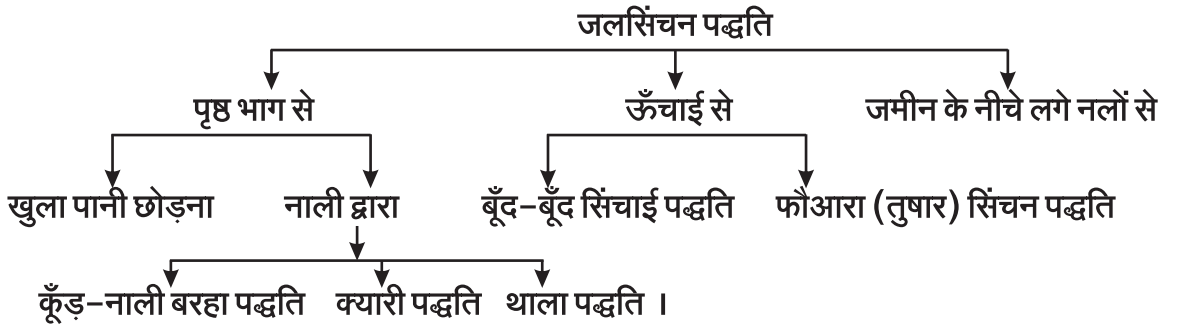 जलसिंचन पद्धति
पृष्ठ भाग से ऊँचाई से जमीन के नीचे लगे नलों से
खुला पानी छोड़ना नाली द्वारा बूँद-बूँद सिंचाई पद्धति फौआरा (तुषार) सिंचन पद्धति
कूँड़-नाली बरहा पद्धति क्यारी पद्धति थाला पद्धति ।